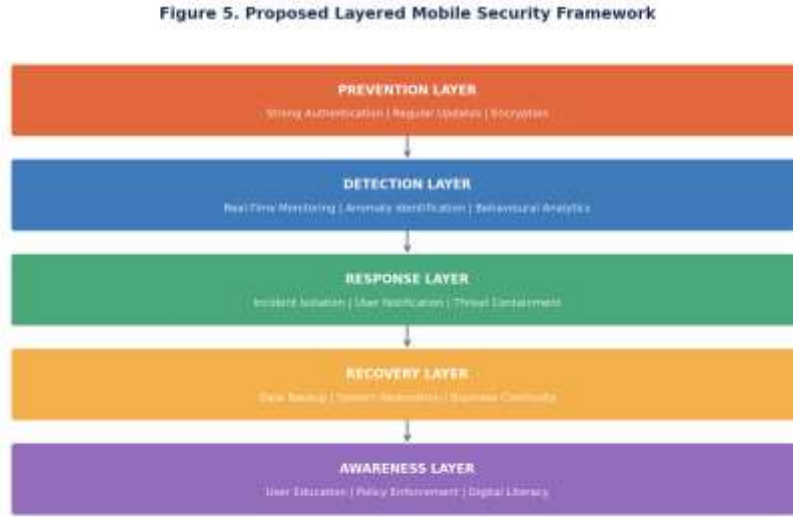 Figure 5. Proposed Layered Mobile Security Framework
PREVENTION LAYER
Strong Authentication | Regular Updates | Encryption
DETECTION LAYER
Real-Time Monitoring | Anomaly Identification | Behavioural Analytics
RESPONSE LAYER
Incident Isolation | User Notification | Threat Containment
RECOVERY LAYER
Data Backup | System Restoration | Business Continuity
AWARENESS LAYER
User Education | Policy Enforcement | Digital Literacy